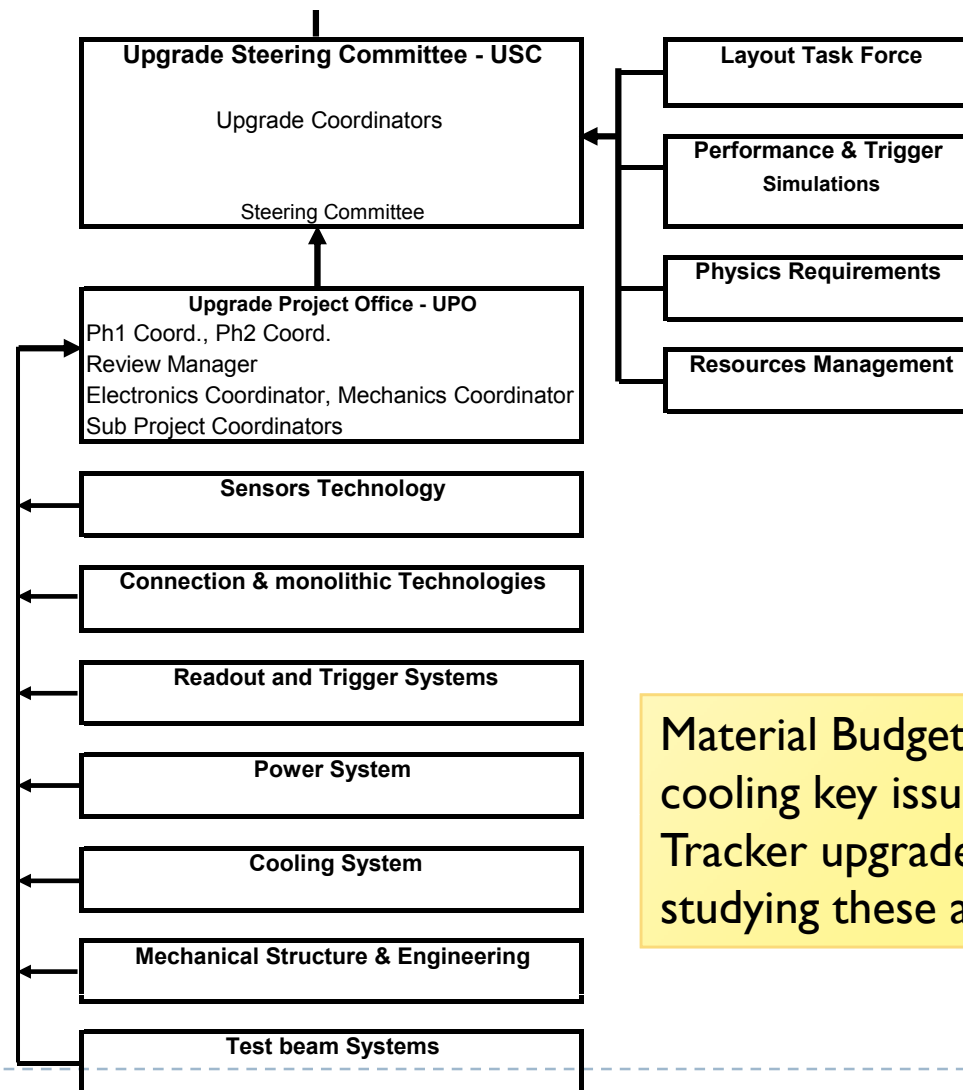 Upgrade Steering Committee - USC
Upgrade Coordinators
Steering Committee
Layout Task Force
Performance & Trigger
Simulations
Physics Requirements
Resources Management
Upgrade Project Office - UPO
Ph1 Coord., Ph2 Coord.
Review Manager
Electronics Coordinator, Mechanics Coordinator
Sub Project Coordinators
Sensors Technology
Connection & monolithic Technologies
Readout and Trigger Systems
Power System
Cooling System
Mechanical Structure & Engineering
Test beam Systems
Material Budget
cooling key issu
Tracker upgrade
studying these a